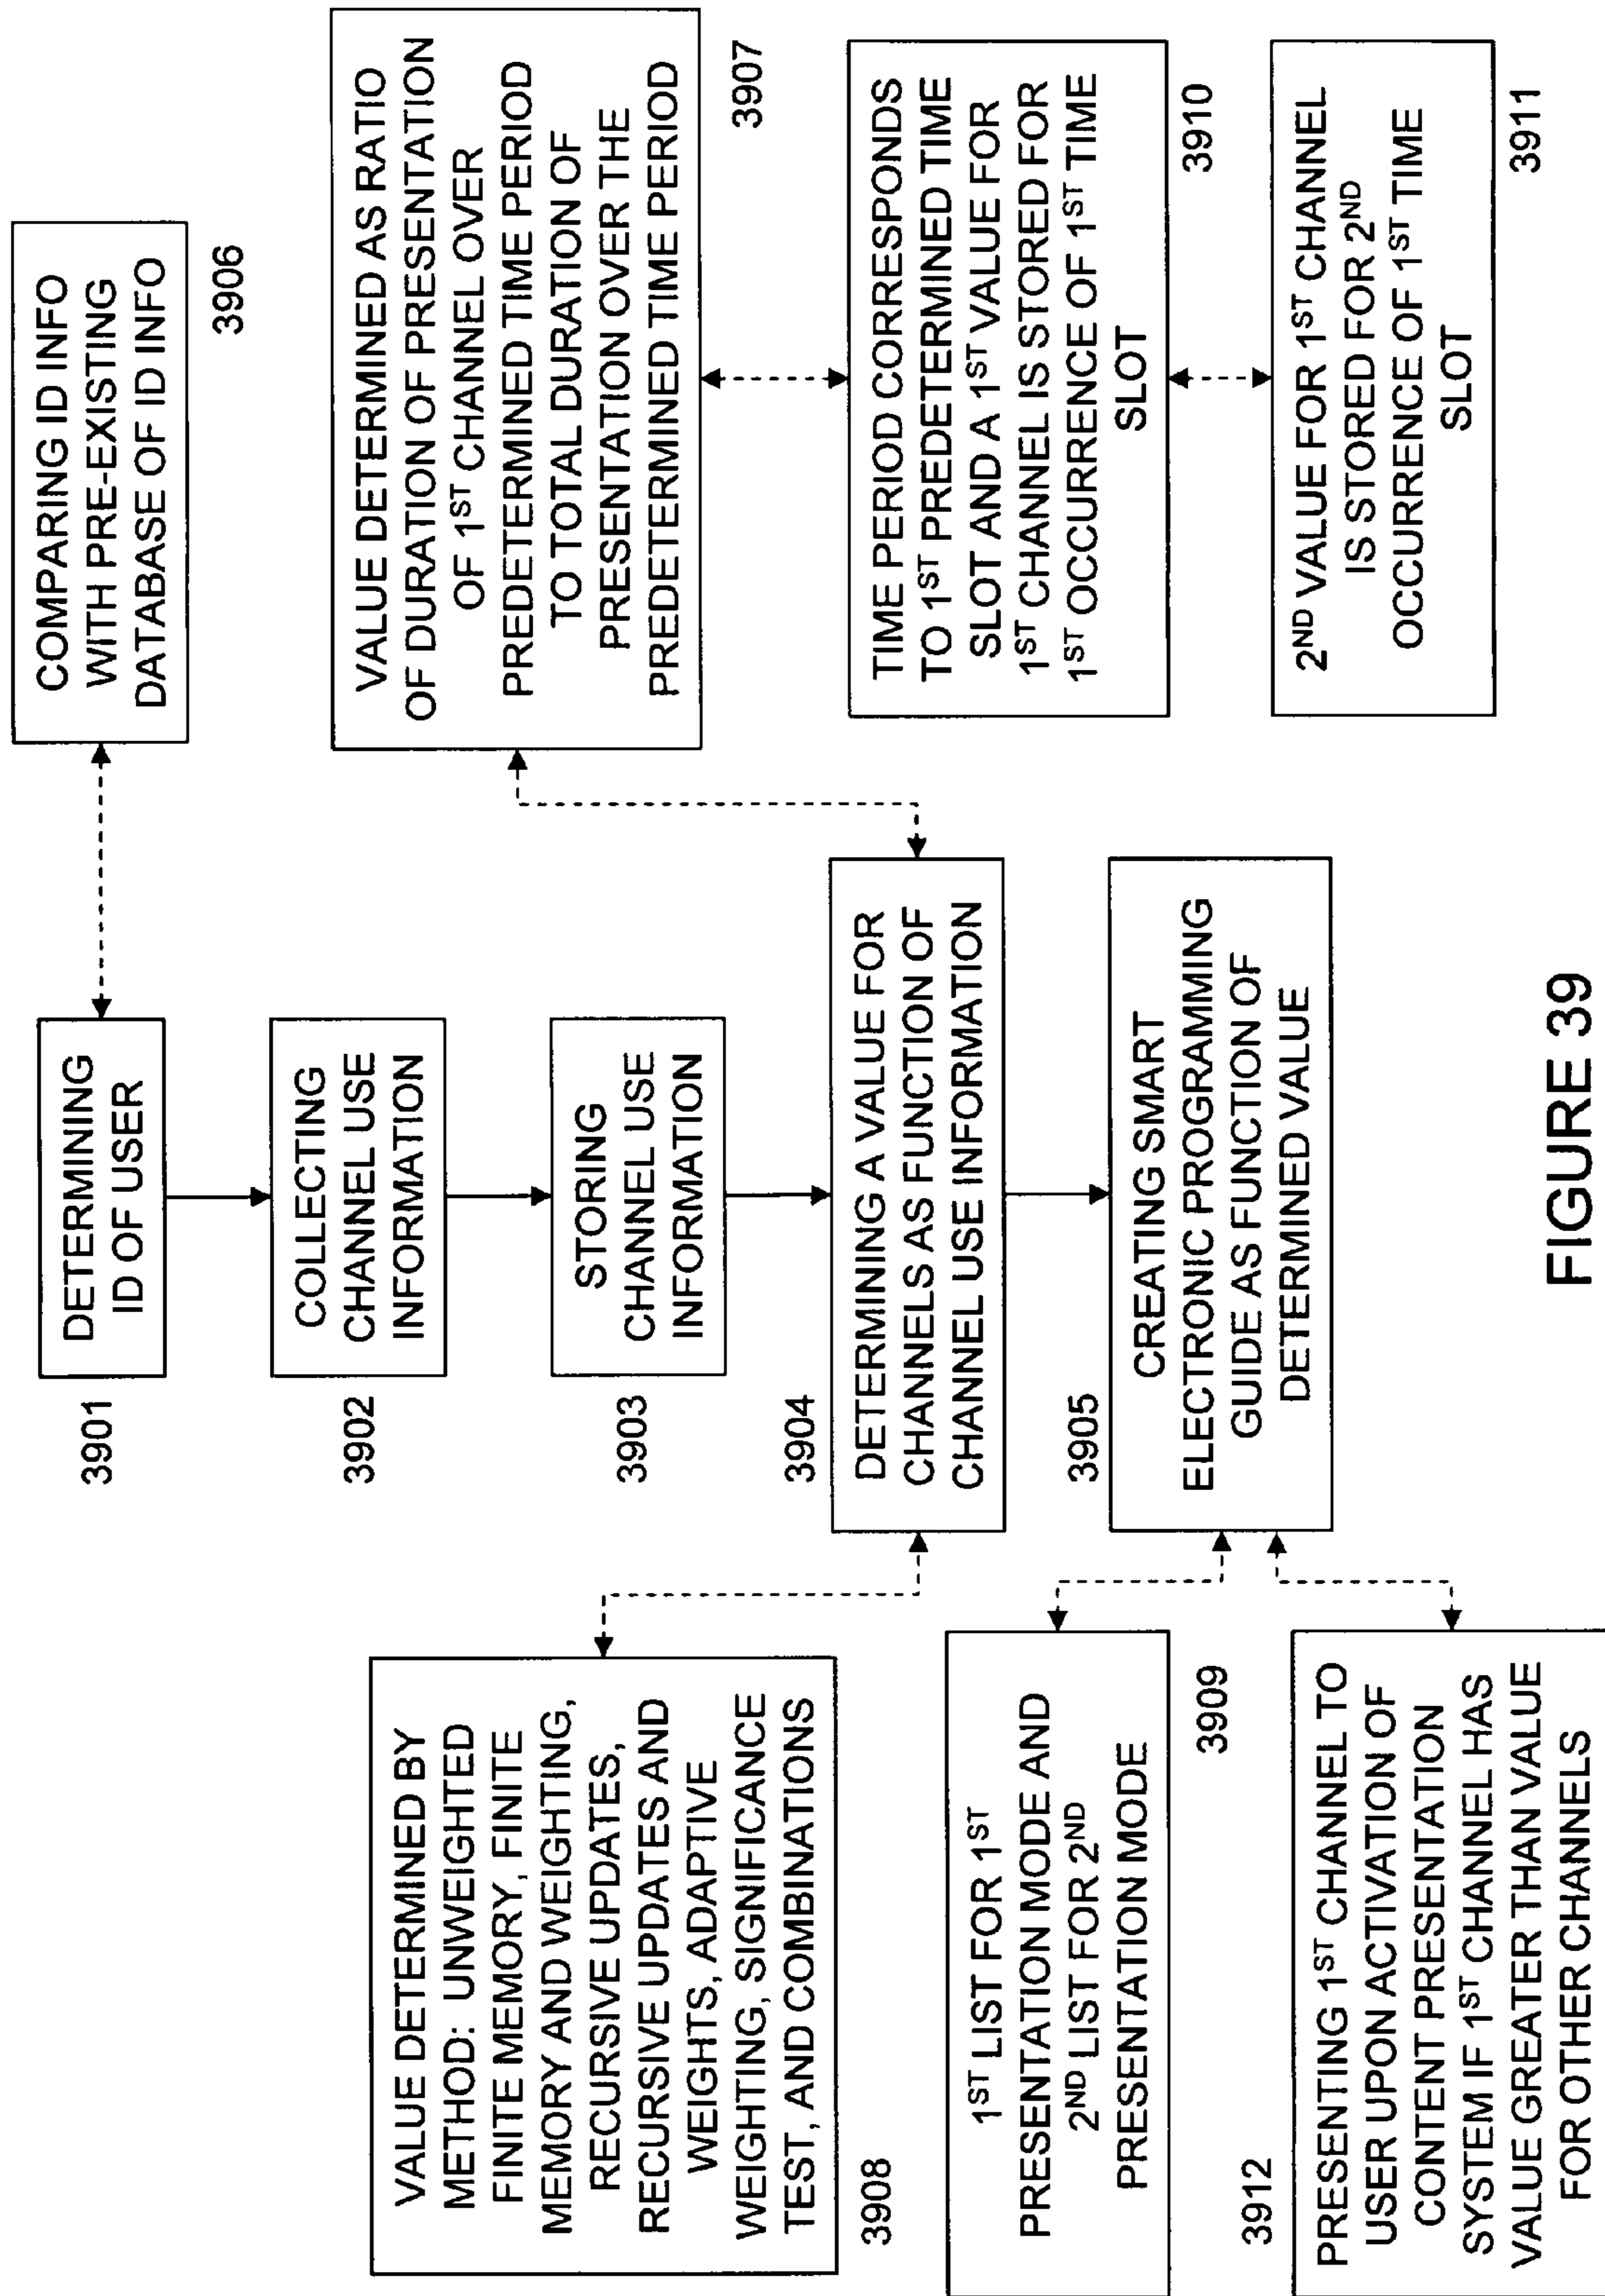 3901
DETERMINING
ID OF USER
COMPARING ID INFO
WITH PRE-EXISTING
DATABASE OF ID INFO
3906
3902
COLLECTING
CHANNEL USE
INFORMATION
3903
STORING
CHANNEL USE
INFORMATION
3904
DETERMINING A VALUE FOR
CHANNELS AS FUNCTION OF
CHANNEL USE INFORMATION
3905
CREATING SMART
ELECTRONIC PROGRAMMING
GUIDE AS FUNCTION OF
DETERMINED VALUE
VALUE DETERMINED AS RATIO
OF DURATION OF PRESENTATION
OF 1ST CHANNEL OVER
PREDETERMINED TIME PERIOD
TO TOTAL DURATION OF
PRESENTATION OVER THE
PREDETERMINED TIME PERIOD
3907
TIME PERIOD CORRESPONDS
TO 1ST PREDETERMINED TIME
SLOT AND A 1ST VALUE FOR
1ST CHANNEL IS STORED FOR
1ST OCCURRENCE OF 1ST TIME
SLOT
3910
2ND VALUE FOR 1ST CHANNEL
IS STORED FOR 2ND
OCCURRENCE OF 1ST TIME
SLOT
3911
VALUE DETERMINED BY
METHOD: UNWEIGHTED
FINITE MEMORY, FINITE
MEMORY AND WEIGHTING,
RECURSIVE UPDATES,
RECURSIVE UPDATES AND
WEIGHTS, ADAPTIVE
WEIGHTING, SIGNIFICANCE
TEST, AND COMBINATIONS
3908
1ST LIST FOR 1ST
PRESENTATION MODE AND
2ND LIST FOR 2ND
PRESENTATION MODE
3909
3912
PRESENTING 1ST CHANNEL TO
USER UPON ACTIVATION OF
CONTENT PRESENTATION
SYSTEM IF 1ST CHANNEL HAS
VALUE GREATER THAN VALUE
FOR OTHER CHANNELS
FIGURE 39